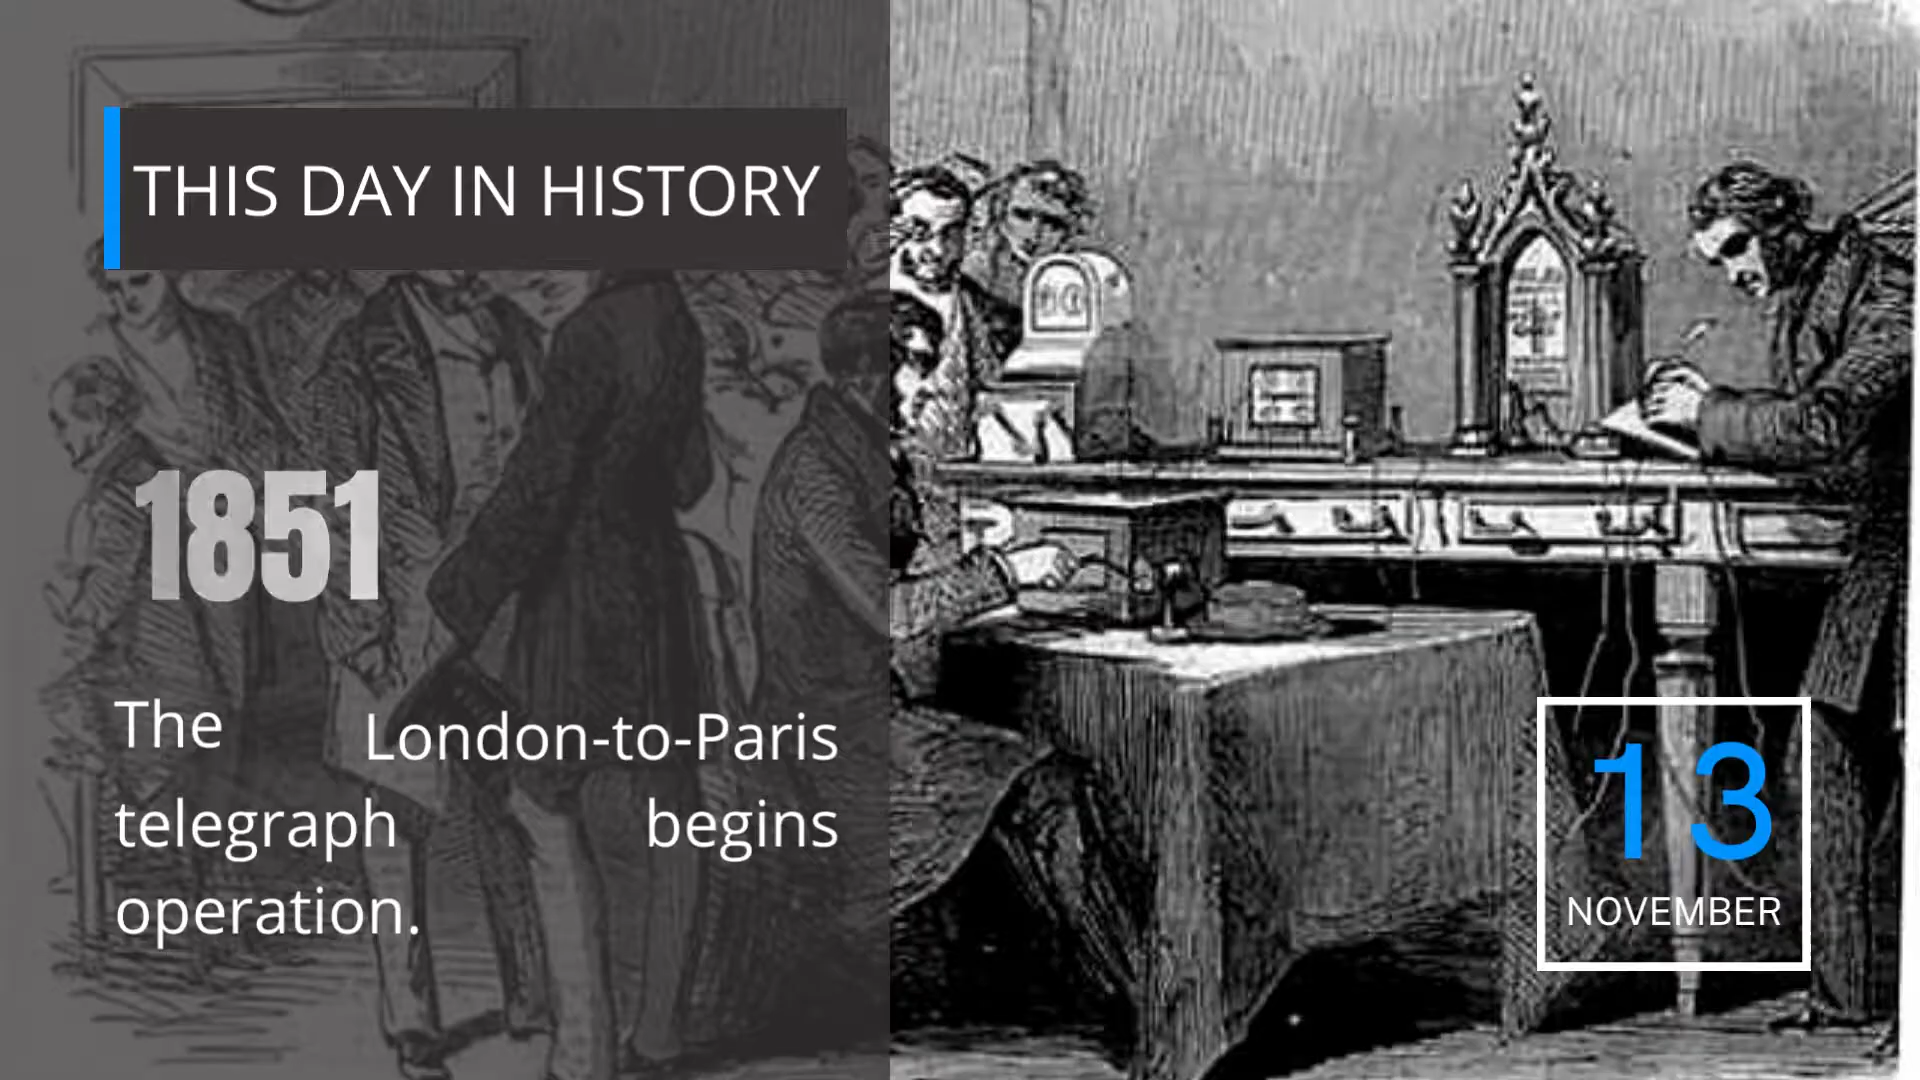 THIS DAY IN HISTORY
1851
The London-to-Paris
telegraph begins
operation.
13
NOVEMBER